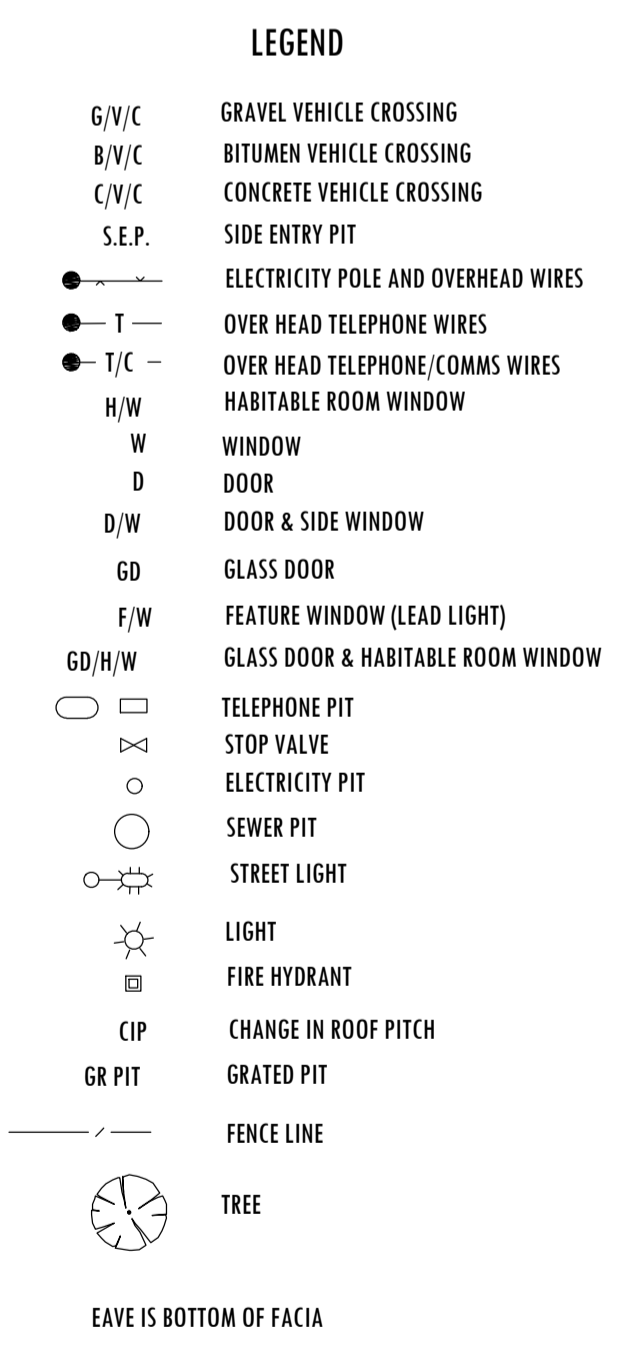 LEGEND
G/V/C GRAVEL VEHICLE CROSSING
B/V/C BITUMEN VEHICLE CROSSING
C/V/C CONCRETE VEHICLE CROSSING
S.E.P. SIDE ENTRY PIT
ELECTRICITY POLE AND OVERHEAD WIRES
T OVER HEAD TELEPHONE WIRES
T/C OVER HEAD TELEPHONE/COMMS WIRES
H/W HABITABLE ROOM WINDOW
W WINDOW
D DOOR
D/W DOOR & SIDE WINDOW
GD GLASS DOOR
F/W FEATURE WINDOW (LEAD LIGHT)
GD/H/W GLASS DOOR & HABITABLE ROOM WINDOW
TELEPHONE PIT
STOP VALVE
ELECTRICITY PIT
SEWER PIT
STREET LIGHT
LIGHT
FIRE HYDRANT
CIP CHANGE IN ROOF PITCH
GR PIT GRATED PIT
FENCE LINE
TREE
EAVE IS BOTTOM OF FACIA